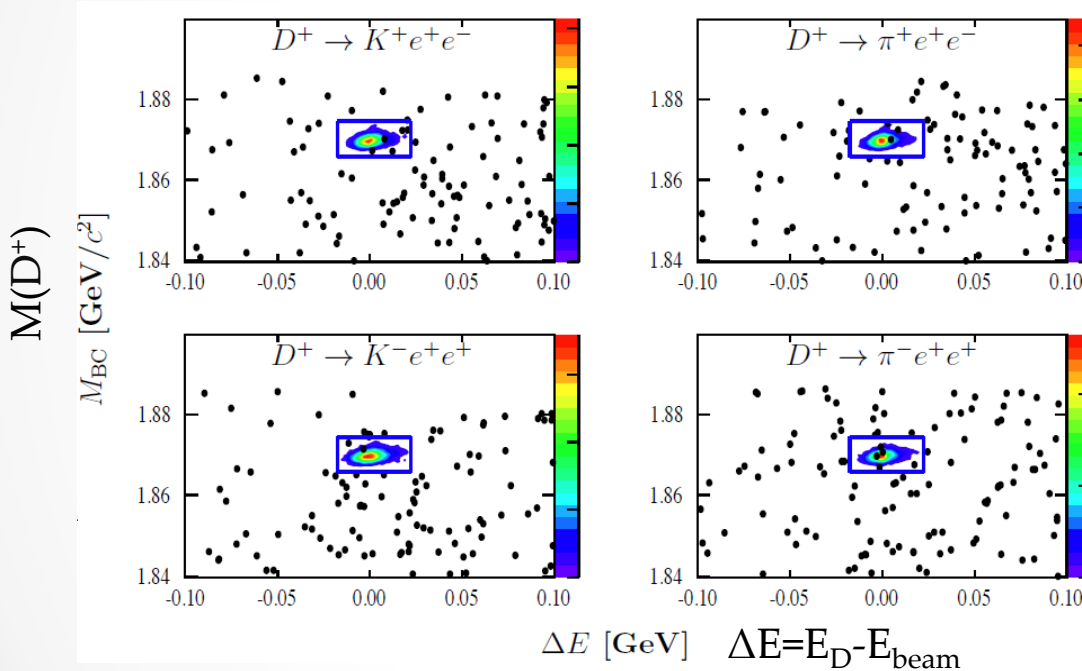 D⁺ → K⁺e⁺e⁻
D⁺ → π⁺e⁺e⁻
1.88
1.86
1.84
-0.10 -0.05 0.00 0.05 0.10
1.88
1.86
1.84
-0.10 -0.05 0.00 0.05 0.10
M(D⁺)
M_BC [GeV/c²]
D⁺ → K⁻e⁺e⁺
D⁺ → π⁻e⁺e⁺
1.88
1.86
1.84
-0.10 -0.05 0.00 0.05 0.10
1.88
1.86
1.84
-0.10 -0.05 0.00 0.05 0.10
ΔE [GeV]
ΔE=E_D-E_beam